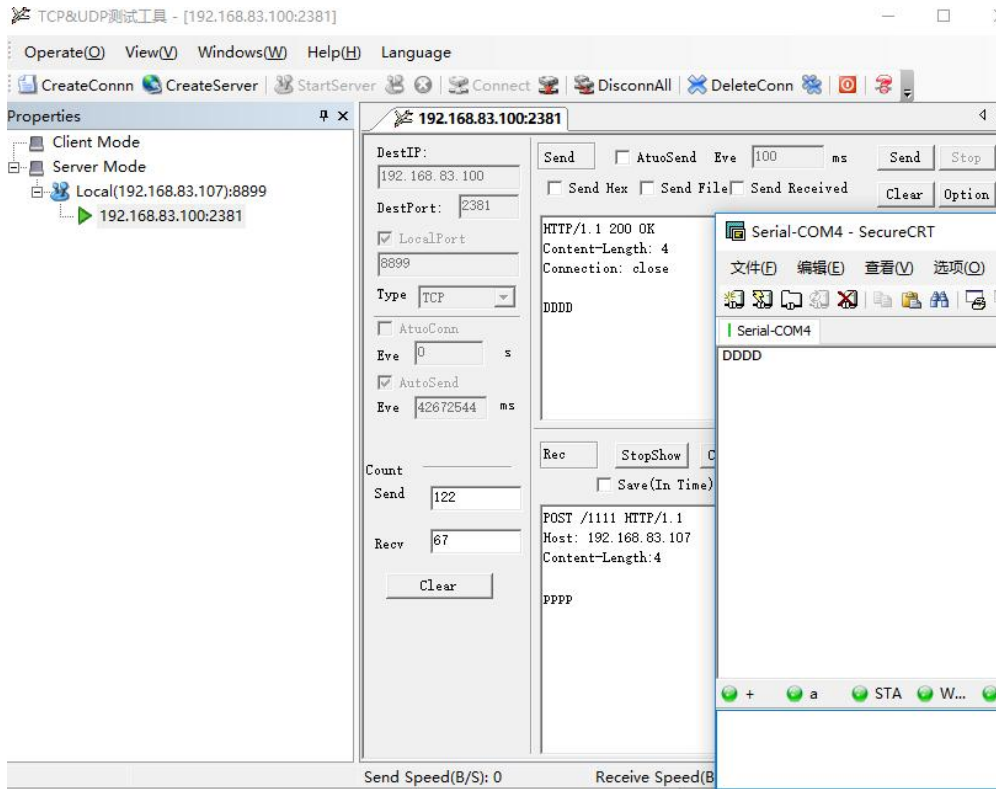 TCP&UDP测试工具 - [192.168.83.100:2381]
Operate(O) View(V) Windows(W) Help(H) Language
CreateConnn CreateServer StartServer Connect DisconnAll DeleteConn
Properties
Client Mode
Server Mode
Local(192.168.83.107):8899
192.168.83.100:2381
192.168.83.100:2381
DestIP:
192.168.83.100
DestPort: 2381
LocalPort
8899
Type TCP
AtuoConn
Eve 0 s
AutoSend
Eve 42672544 ms
Count
Send 122
Recv 67
Clear
Send AtuoSend Eve 100 ms Send Stop
Send Hex Send File Send Received Clear Option
HTTP/1.1 200 OK
Content-Length: 4
Connection: close
DDDD
Rec StopShow C
Save(In Time)
POST /1111 HTTP/1.1
Host: 192.168.83.107
Content-Length:4
PPPP
Serial-COM4 - SecureCRT
文件(F) 编辑(E) 查看(V) 选项(O)
Serial-COM4
DDDD
+ a STA W...
Send Speed(B/S): 0 Receive Speed(B